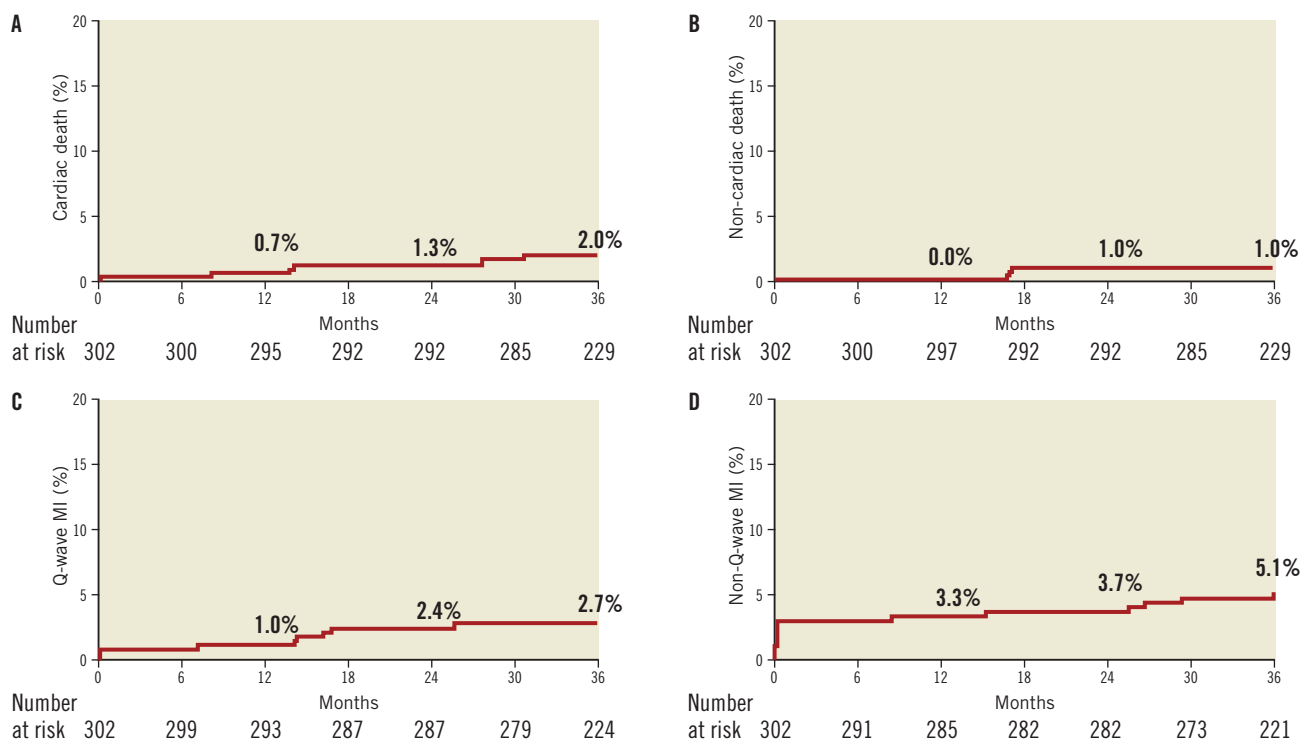 A
Cardiac death (%)
20
15
10
5
0
0.7%
1.3%
2.0%
0 6 12 18 24 30 36
Months
Number
at risk 302 300 295 292 292 285 229
B
Non-cardiac death (%)
20
15
10
5
0
0.0%
1.0%
1.0%
0 6 12 18 24 30 36
Months
Number
at risk 302 300 297 292 292 285 229
C
Q-wave MI (%)
20
15
10
5
0
1.0%
2.4%
2.7%
0 6 12 18 24 30 36
Months
Number
at risk 302 299 293 287 287 279 224
D
Non-Q-wave MI (%)
20
15
10
5
0
3.3%
3.7%
5.1%
0 6 12 18 24 30 36
Months
Number
at risk 302 291 285 282 282 273 221